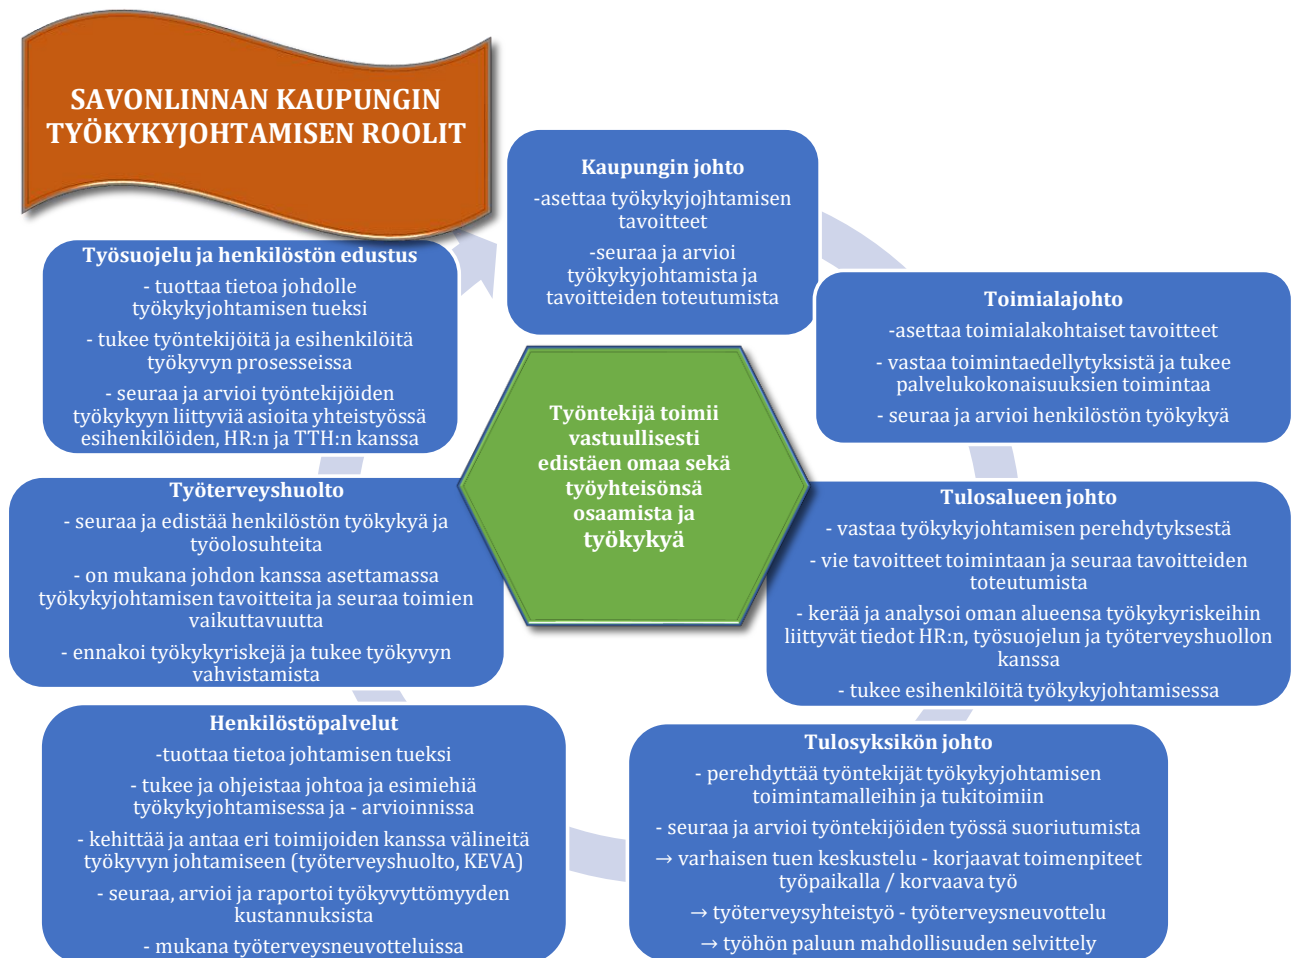 SAVONLINNAN KAUPUNGIN
TYÖKYKYJOHTAMISEN ROOLIT
Kaupungin johto
-asettaa työkykyjojhtamisen
tavoitteet
-seuraa ja arvioi
työkykyjohtamista ja
tavoitteiden toteutumista
Toimialajohto
-asettaa toimialakohtaiset tavoitteet
- vastaa toimintaedellytyksistä ja tukee
palvelukokonaisuuksien toimintaa
- seuraa ja arvioi henkilöstön työkykyä
Tulosalueen johto
- vastaa työkykyjohtamisen perehdytyksestä
- vie tavoitteet toimintaan ja seuraa tavoitteiden
toteutumista
- kerää ja analysoi oman alueensa työkykyriskeihin
liittyvät tiedot HR:n, työsuojelun ja työterveyshuollon
kanssa
- tukee esihenkilöitä työkykyjohtamisessa
Tulosyksikön johto
- perehdyttää työntekijät työkykyjohtamisen
toimintamalleihin ja tukitoimiin
- seuraa ja arvioi työntekijöiden työssä suoriutumista
→ varhaisen tuen keskustelu - korjaavat toimenpiteet
työpaikalla / korvaava työ
→ työterveysyhteistyö - työterveysneuvottelu
→ työhön paluun mahdollisuuden selvittely
Henkilöstöpalvelut
-tuottaa tietoa johtamisen tueksi
- tukee ja ohjeistaa johtoa ja esimiehiä
työkykyjohtamisessa ja - arvioinnissa
- kehittää ja antaa eri toimijoiden kanssa välineitä
työkyvyn johtamiseen (työterveyshuolto, KEVA)
- seuraa, arvioi ja raportoi työkyvyttömyyden
kustannuksista
- mukana työterveysneuvotteluissa
Työterveyshuolto
- seuraa ja edistää henkilöstön työkykyä ja
työolosuhteita
- on mukana johdon kanssa asettamassa
työkykyjohtamisen tavoitteita ja seuraa toimien
vaikuttavuutta
- ennakoi työkykyriskejä ja tukee työkyvyn
vahvistamista
Työsuojelu ja henkilöstön edustus
- tuottaa tietoa johdolle
työkykyjohtamisen tueksi
- tukee työntekijöitä ja esihenkilöitä
työkyvyn prosesseissa
- seuraa ja arvioi työntekijöiden
työkykyyn liittyviä asioita yhteistyössä
esihenkilöiden, HR:n ja TTH:n kanssa
Työntekijä toimii
vastuullisesti
edistäen omaa sekä
työyhteisönsä
osaamista ja
työkykyä